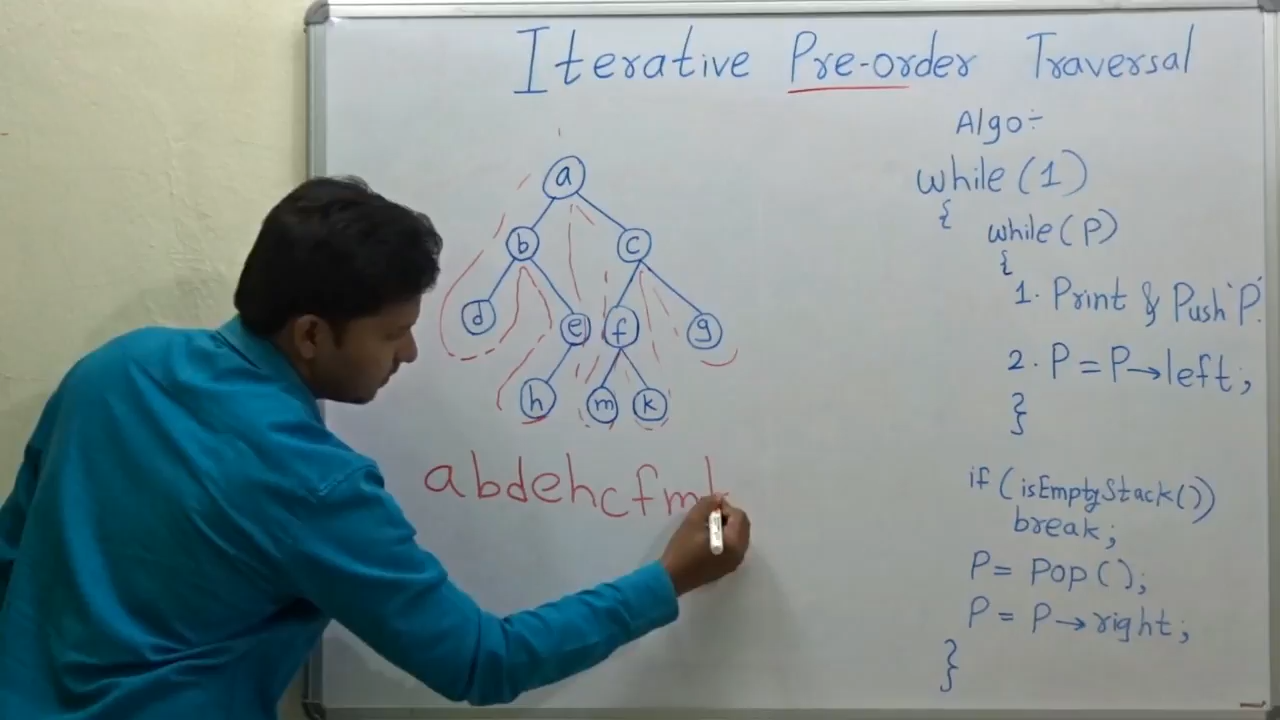 Iterative Pre-order Traversal
a
b c
d e f g
h m k
abdehcfm
Algo:-
while (1)
{
while (P)
{
1. Print & Push 'P'.
2. P = P→left;
}
if (isEmptyStack())
break;
P = POP();
P = P→right;
}